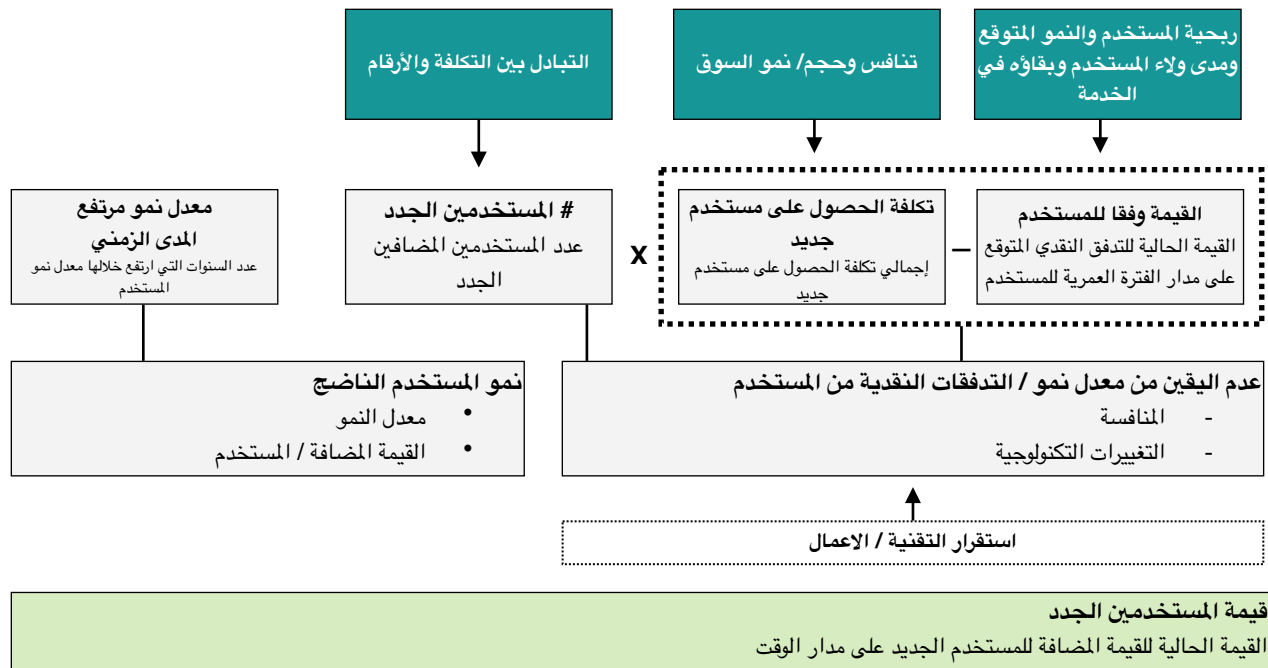 ربحية المستخدم والنمو المتوقع
ومدى ولاء المستخدم وبقاؤه في
الخدمة
تنافس وحجم/ نمو السوق
التبادل بين التكلفة والأرقام
القيمة وفقا للمستخدم
القيمة الحالية للتدفق النقدي المتوقع
على مدار الفترة العمرية للمستخدم
–
تكلفة الحصول على مستخدم
جديد
إجمالي تكلفة الحصول على مستخدم
جديد
X
# المستخدمين الجدد
عدد المستخدمين المضافين
الجدد
معدل نمو مرتفع
المدى الزمني
عدد السنوات التي ارتفع خلالها معدل نمو
المستخدم
عدم اليقين من معدل نمو / التدفقات النقدية من المستخدم
- المنافسة
- التغييرات التكنولوجية
نمو المستخدم الناضج
• معدل النمو
• القيمة المضافة / المستخدم
استقرار التقنية / الاعمال
قيمة المستخدمين الجدد
القيمة الحالية للقيمة المضافة للمستخدم الجديد على مدار الوقت